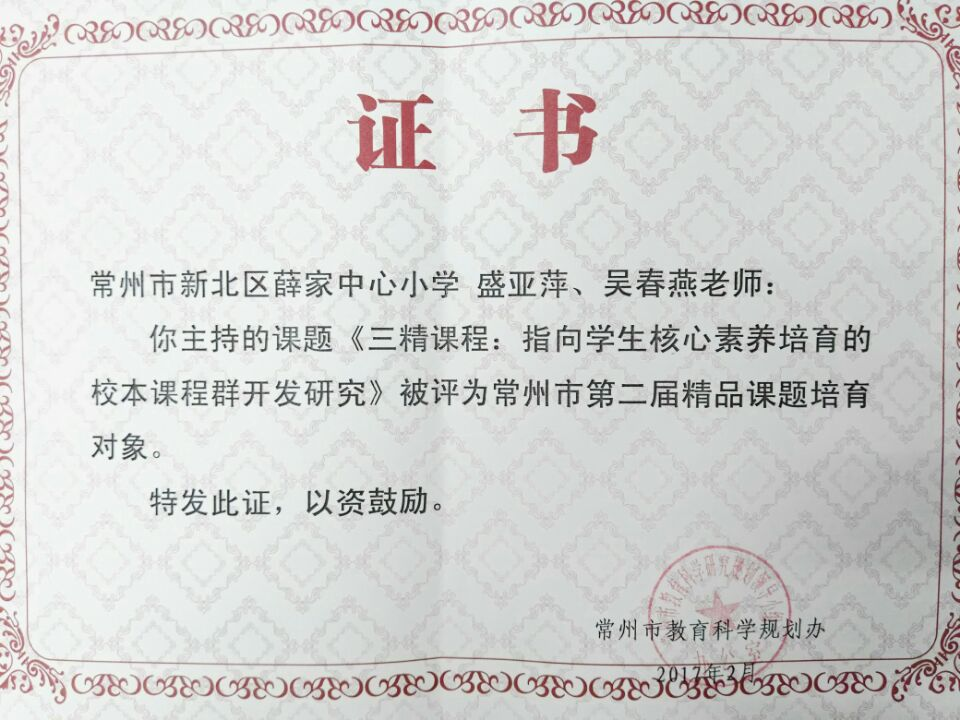 证书
常州市新北区薛家中心小学 盛亚萍、吴春燕老师：
你主持的课题《三精课程：指向学生核心素养培育的
校本课程群开发研究》被评为常州市第二届精品课题培育
对象。
特发此证，以资鼓励。
常州市教育科学规划办
2017年2月